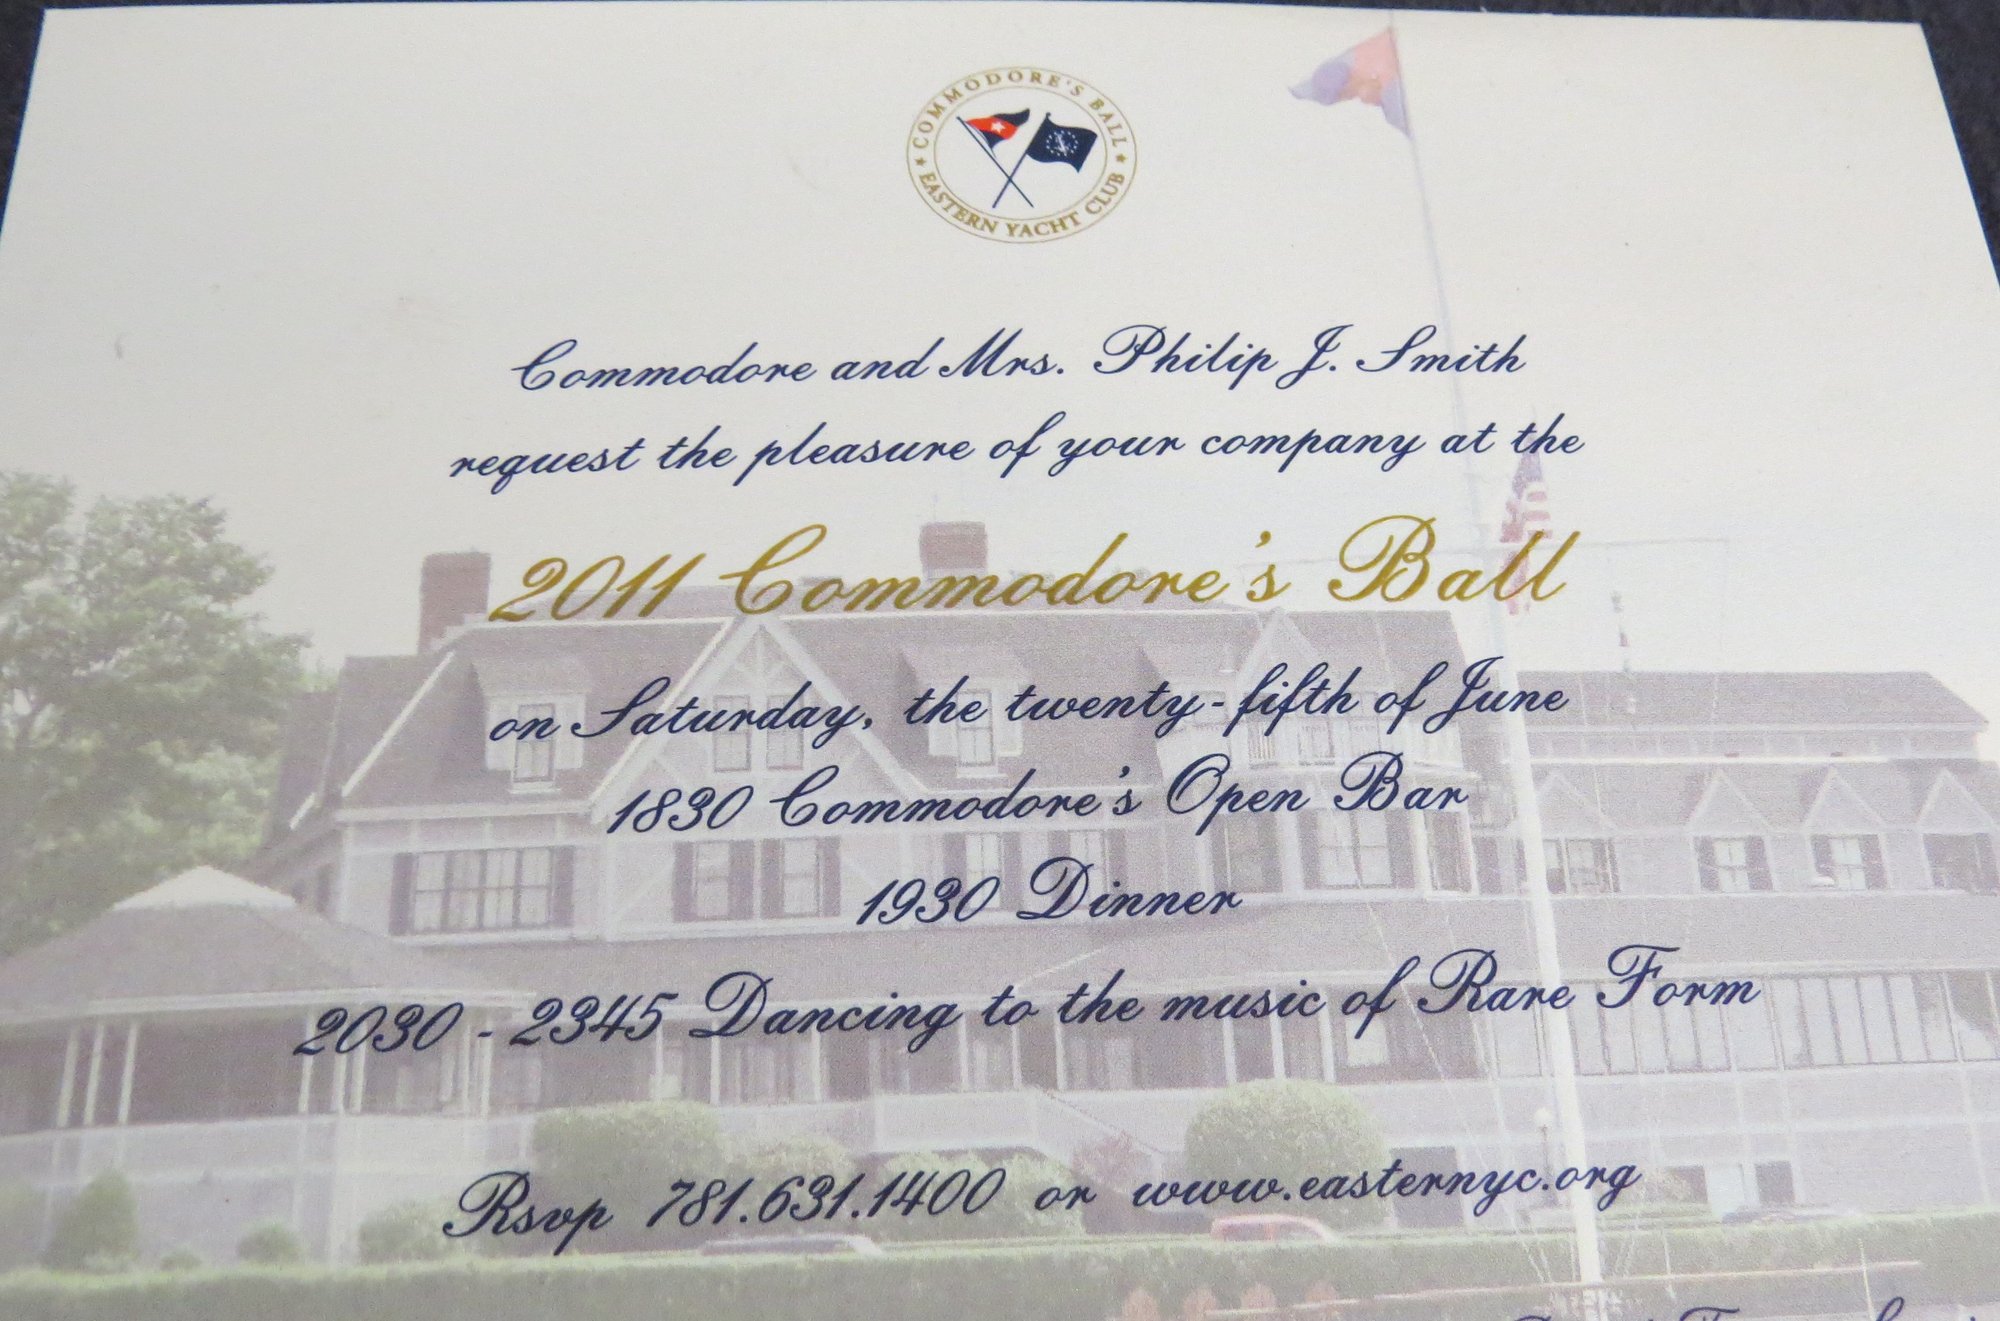 COMMODORE'S BALL
EASTERN YACHT CLUB
Commodore and Mrs. Philip J. Smith
request the pleasure of your company at the
2011 Commodore's Ball
on Saturday, the twenty-fifth of June
1830 Commodore's Open Bar
1930 Dinner
2030 - 2345 Dancing to the music of Rare Form
Rsvp 781.631.1400 or www.easternyc.org